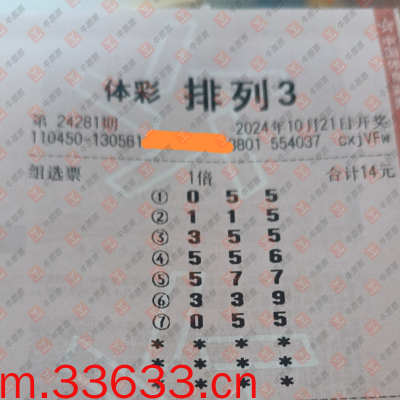 体彩 排列3
第 24281期 2024年10月21日开奖
110450-130561 0801 554037 cxjVFw
组选票 1倍 合计14元
① 0 5 5
② 1 1 5
③ 3 5 5
④ 5 5 6
⑤ 5 7 7
⑥ 3 3 9
⑦ 0 5 5
* * * *
* * * *
* * * *
m.33633.cn